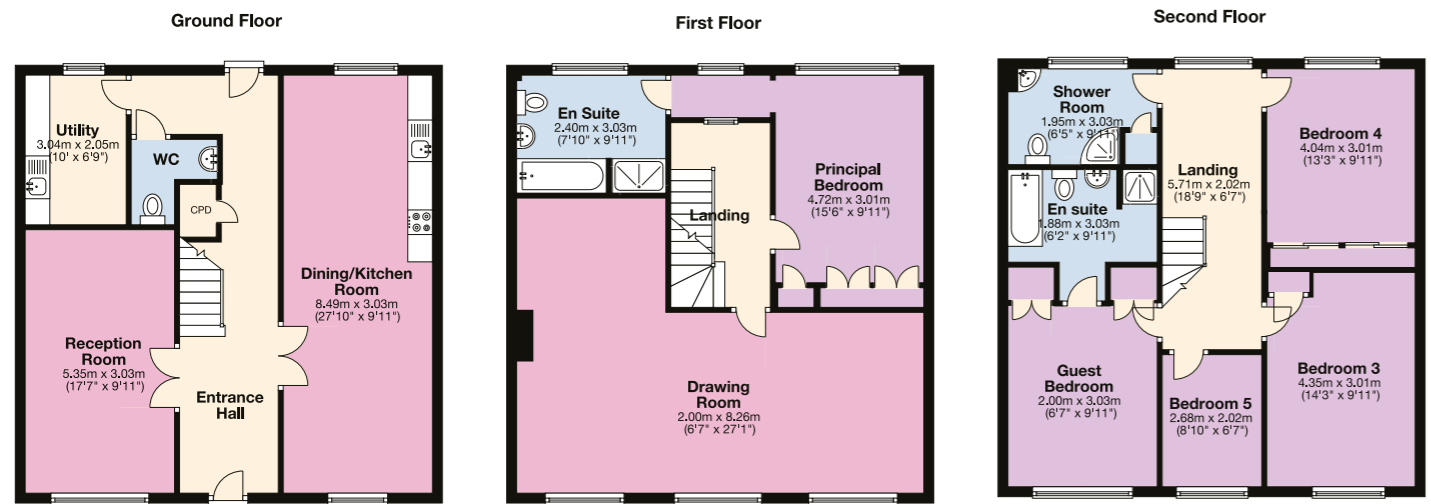 Ground Floor
Utility
3.04m x 2.05m
(10' x 6'9")
WC
CPD
Dining/Kitchen
Room
8.49m x 3.03m
(27'10" x 9'11")
Reception
Room
5.35m x 3.03m
(17'7" x 9'11")
Entrance
Hall
First Floor
En Suite
2.40m x 3.03m
(7'10" x 9'11")
Principal
Bedroom
4.72m x 3.01m
(15'6" x 9'11")
Landing
Drawing
Room
2.00m x 8.26m
(6'7" x 27'1")
Second Floor
Shower
Room
1.95m x 3.03m
(6'5" x 9'11")
Bedroom 4
4.04m x 3.01m
(13'3" x 9'11")
Landing
5.71m x 2.02m
(18'9" x 6'7")
En suite
1.88m x 3.03m
(6'2" x 9'11")
Guest
Bedroom
2.00m x 3.03m
(6'7" x 9'11")
Bedroom 3
4.35m x 3.01m
(14'3" x 9'11")
Bedroom 5
2.68m x 2.02m
(8'10" x 6'7")